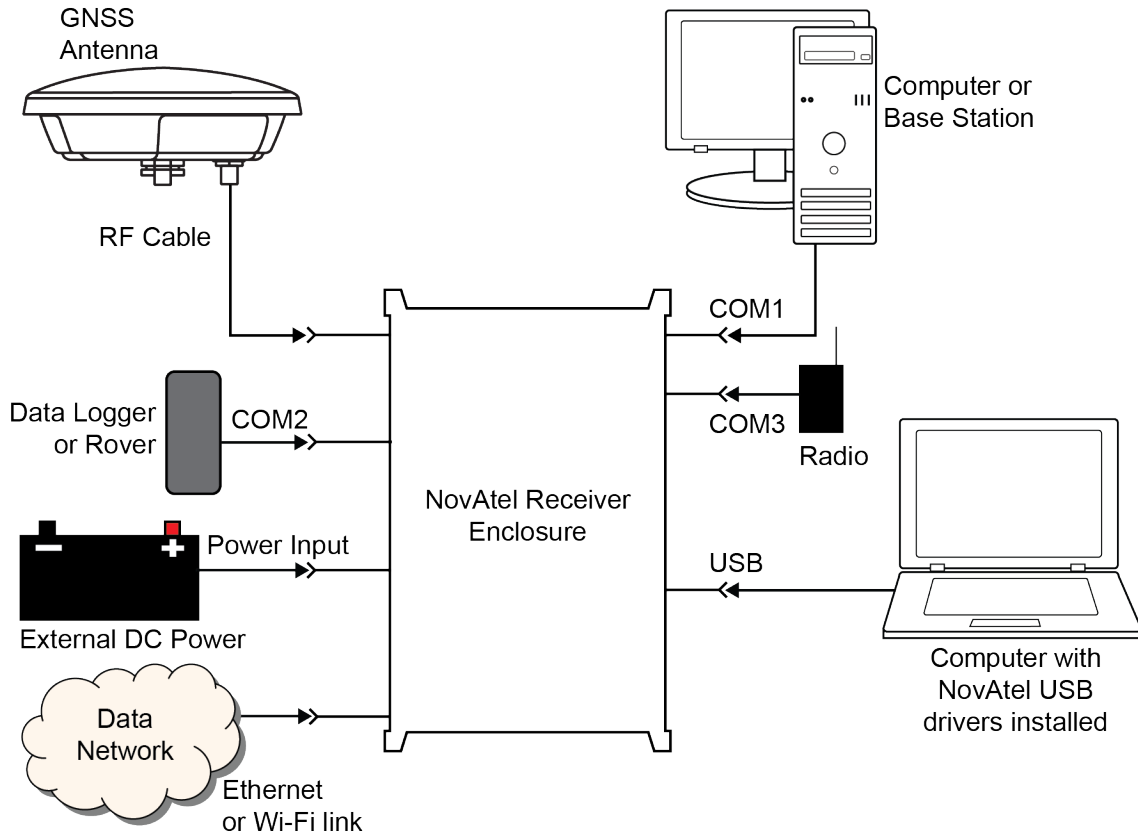 GNSS
Antenna
RF Cable
Data Logger
or Rover
COM2
Power Input
External DC Power
Data
Network
Ethernet
or Wi-Fi link
NovAtel Receiver
Enclosure
Computer or
Base Station
COM1
COM3
Radio
USB
Computer with
NovAtel USB
drivers installed